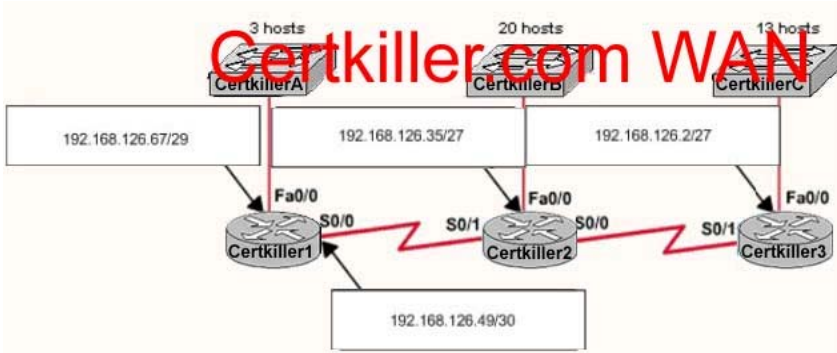 3 hosts
20 hosts
13 hosts
Certkiller.com WAN
CertkillerA
CertkillerB
CertkillerC
192.168.126.67/29
192.168.126.35/27
192.168.126.2/27
Fa0/0
Fa0/0
Fa0/0
S0/0
S0/1
S0/0
S0/1
Certkiller1
Certkiller2
Certkiller3
192.168.126.49/30